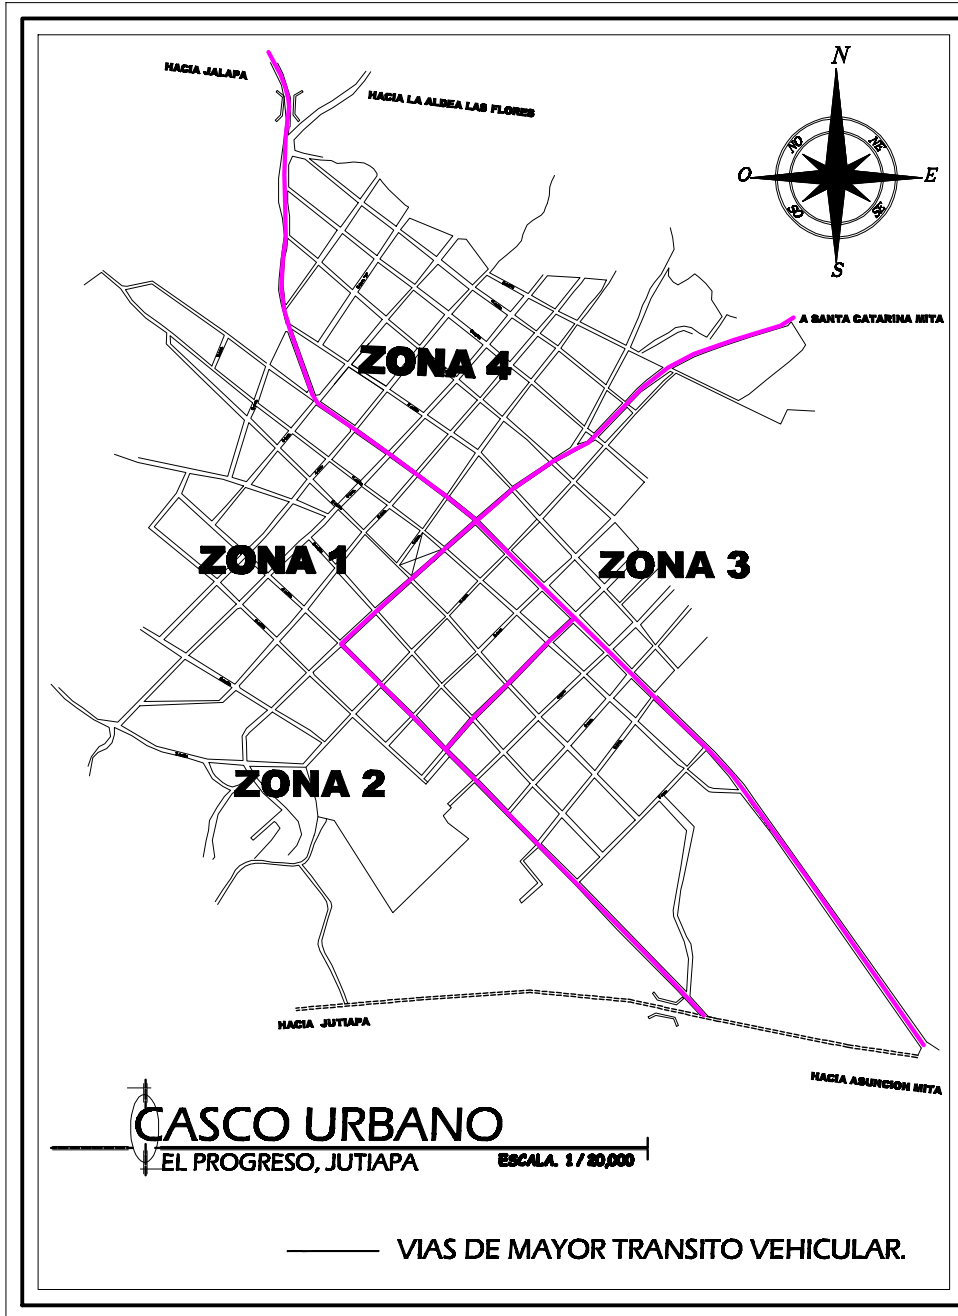 N
HACIA JALAPA
HACIA LA ALDEA LAS FLORES
NO
NE
O
E
SO
SE
S
A SANTA CATARINA MITA
ZONA 4
ZONA 1
ZONA 3
ZONA 2
HACIA JUTIAPA
HACIA ASUNCION MITA
CASCO URBANO
EL PROGRESO, JUTIAPA
ESCALA. 1 / 20,000
VIAS DE MAYOR TRANSITO VEHICULAR.